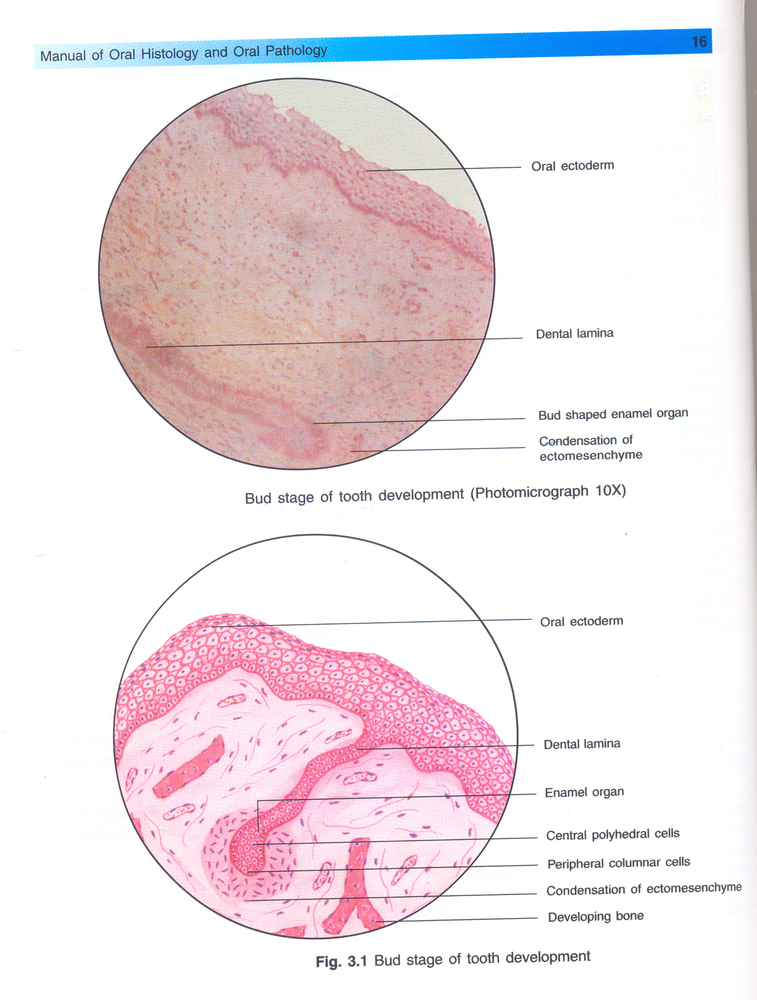 Manual of Oral Histology and Oral Pathology
16
Oral ectoderm
Dental lamina
Bud shaped enamel organ
Condensation of
ectomesenchyme
Bud stage of tooth development (Photomicrograph 10X)
Oral ectoderm
Dental lamina
Enamel organ
Central polyhedral cells
Peripheral columnar cells
Condensation of ectomesenchyme
Developing bone
Fig. 3.1 Bud stage of tooth development